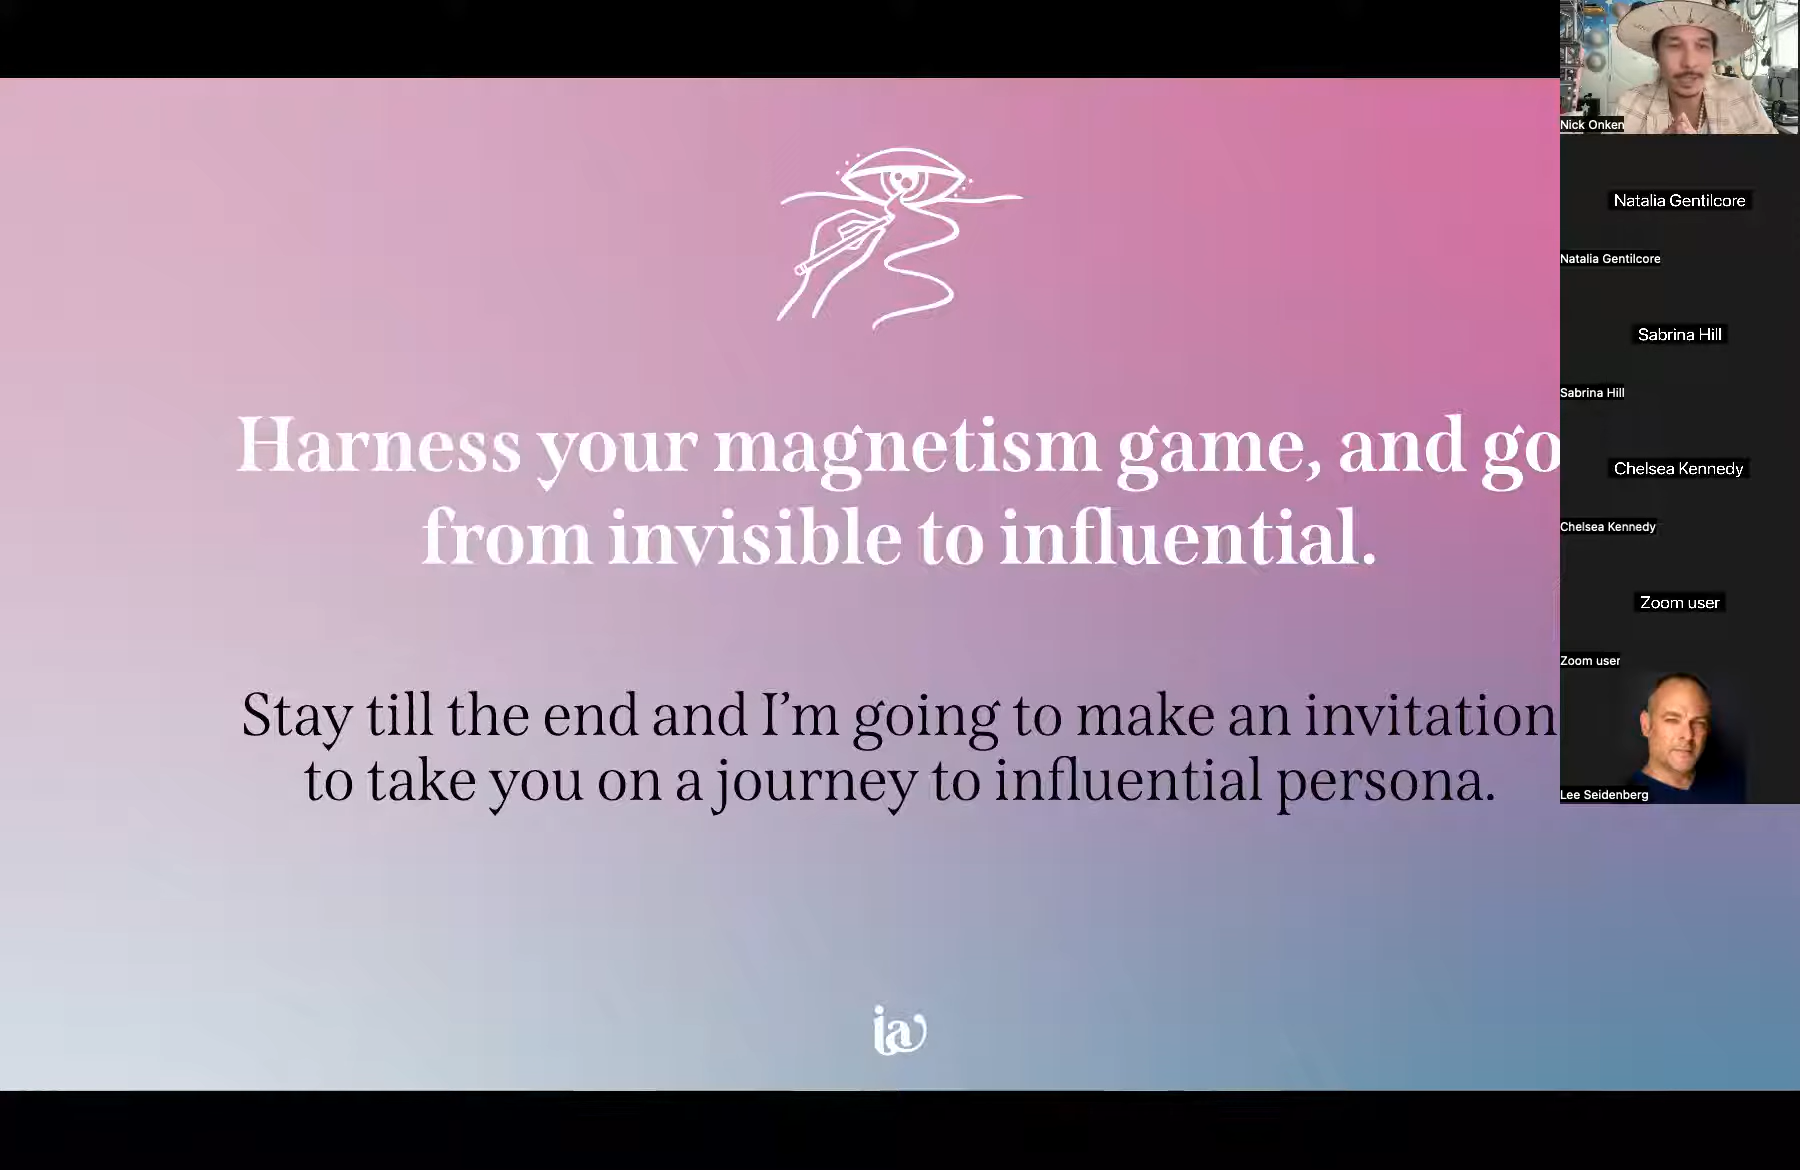 Harness your magnetism game, and go
from invisible to influential.
Stay till the end and I'm going to make an invitation
to take you on a journey to influential persona.
ia
Nick Onken
Natalia Gentilcore
Natalia Gentilcore
Sabrina Hill
Sabrina Hill
Chelsea Kennedy
Chelsea Kennedy
Zoom user
Zoom user
Lee Seidenberg